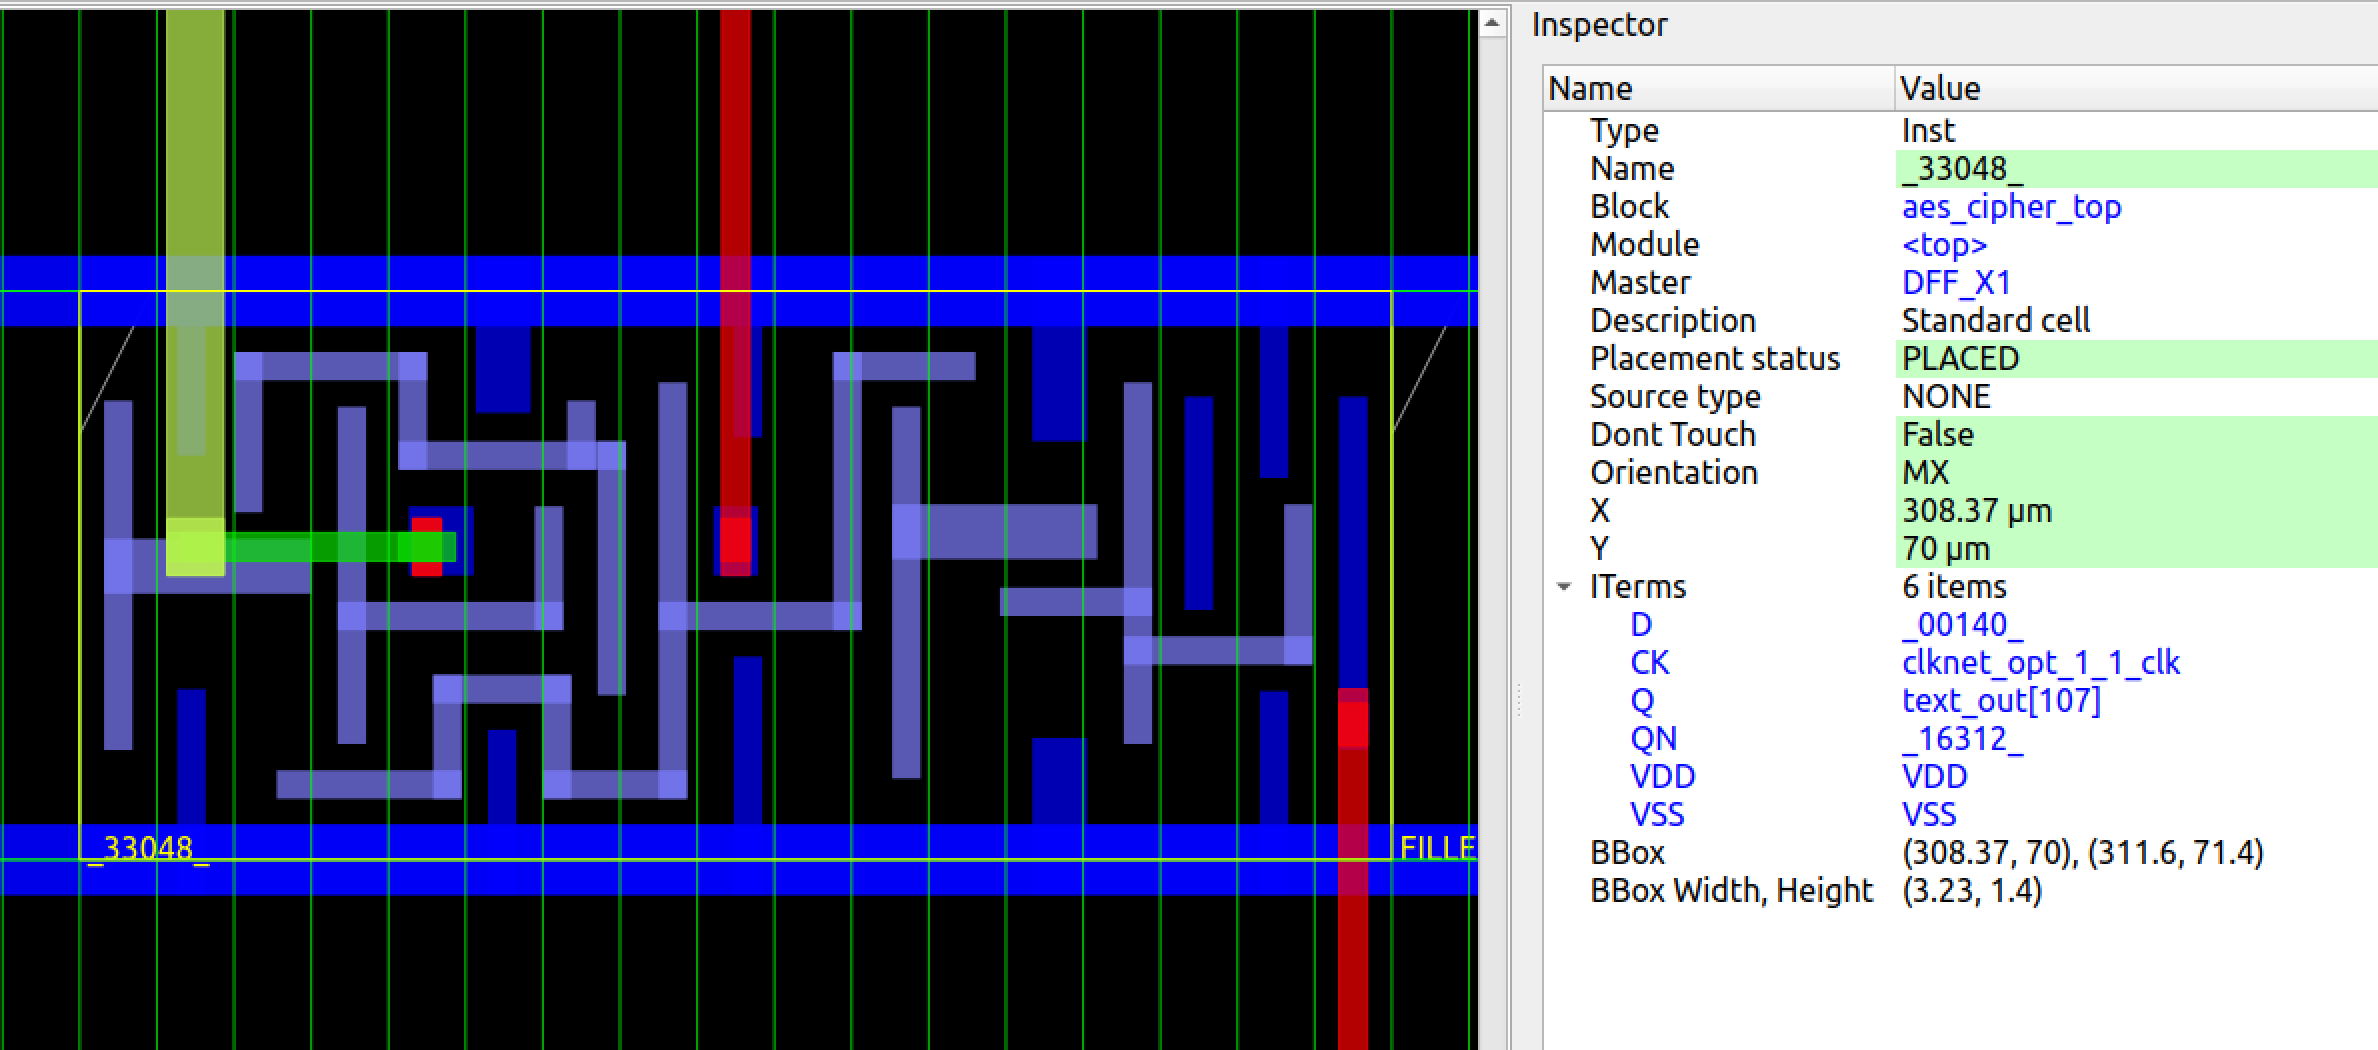 Inspector
Name Value
Type Inst
Name _33048_
Block aes_cipher_top
Module <top>
Master DFF_X1
Description Standard cell
Placement status PLACED
Source type NONE
Dont Touch False
Orientation MX
X 308.37 μm
Y 70 μm
ITerms 6 items
D _00140_
CK clknet_opt_1_1_clk
Q text_out[107]
QN _16312_
VDD VDD
VSS VSS
BBox (308.37, 70), (311.6, 71.4)
BBox Width, Height (3.23, 1.4)
_33048_
FILLE